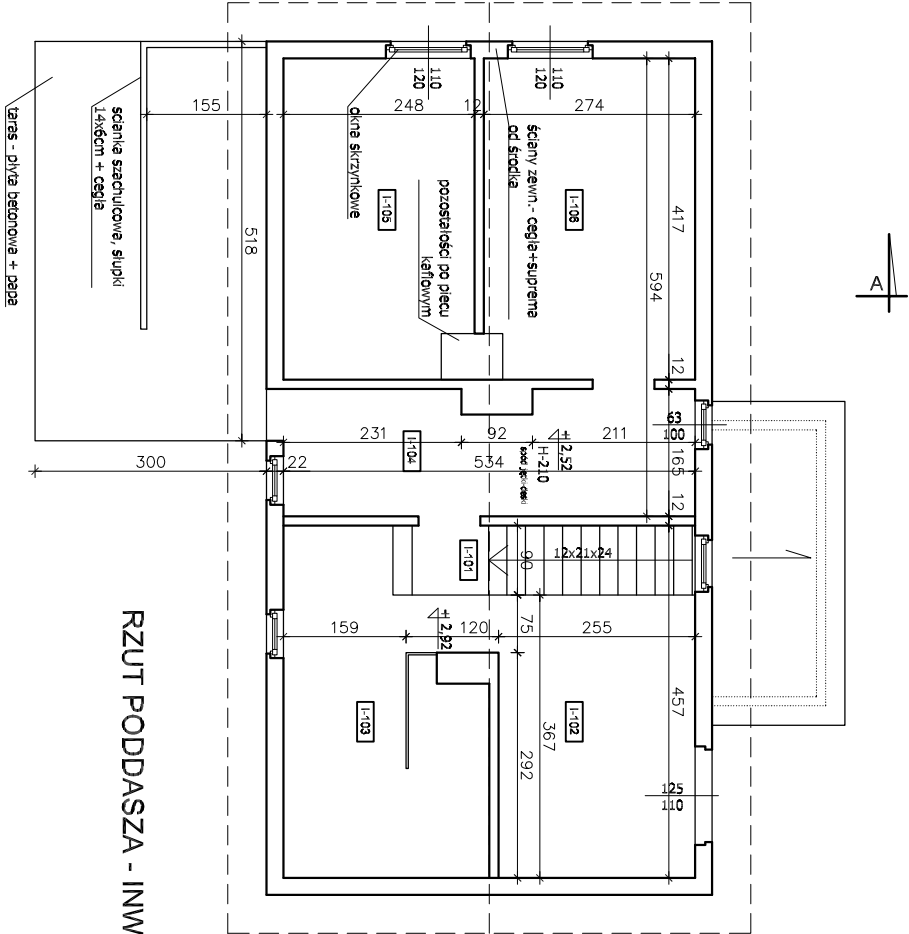 110
120
110
120
155
248
12
274
okna skrzynkowe
ściany zewn.- cegła+suprema
od środka
ścianka szachulcowa, słupki
14x6cm + cegła
taras - płyta betonowa + papa
I-105
I-106
pozostałości po piecu
kaflowym
417
594
518
12
A
63
100
231
92
211
I-104
± 2,52
H-210
165
300
22
534
12
I-101
90
12x21x24
159
± 2,92
120
75
255
I-103
I-102
457
367
292
125
110
RZUT PODDASZA - INW